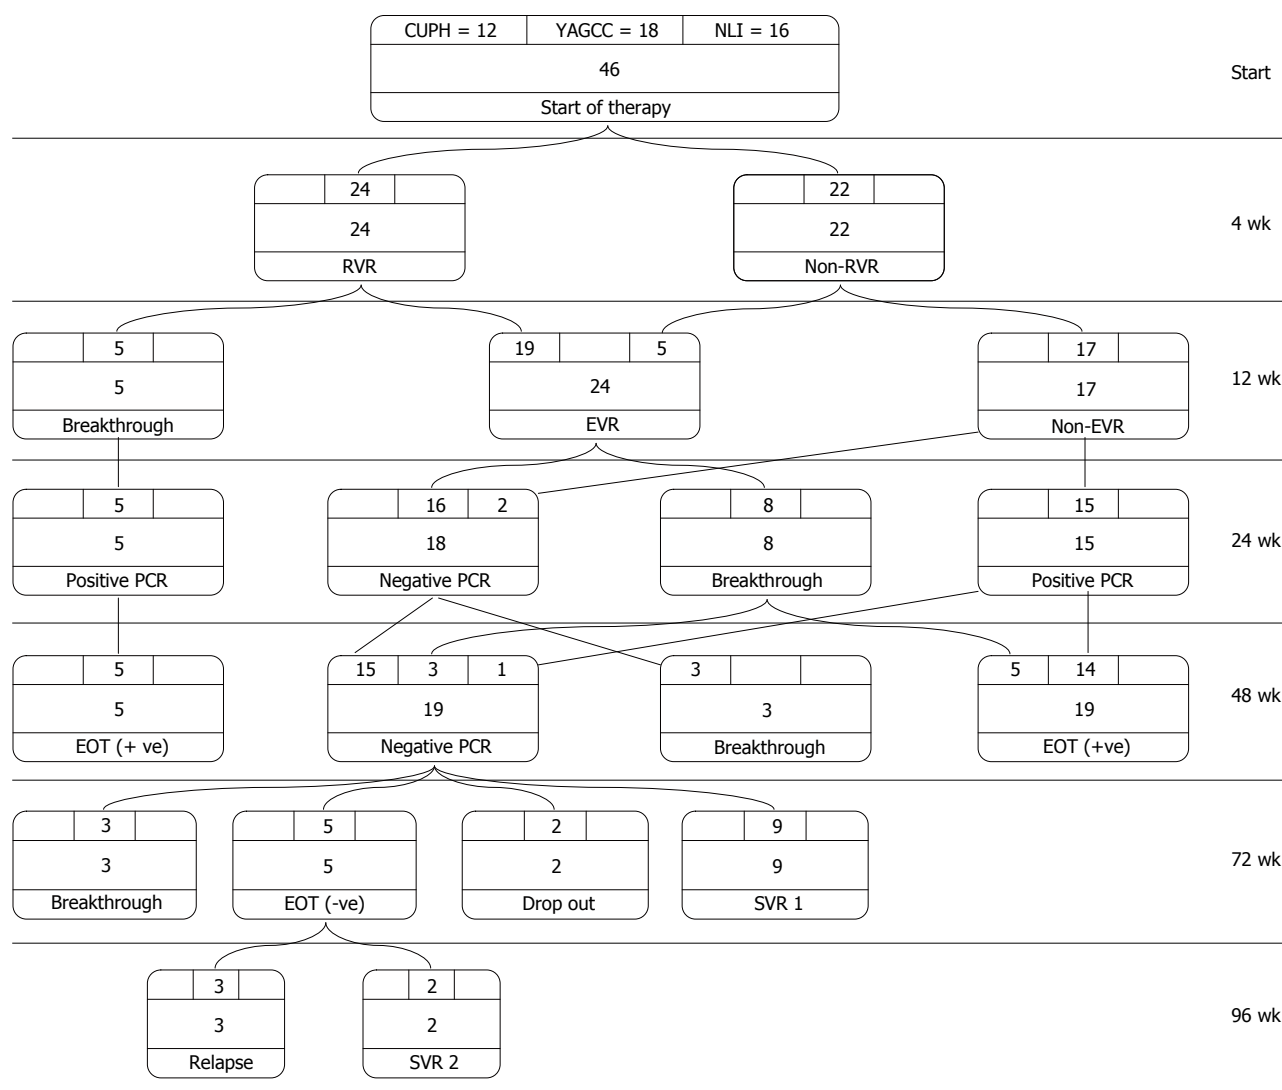 CUPH = 12 YAGCC = 18 NLI = 16
46
Start
Start of therapy
24 22
24 22
4 wk
RVR Non-RVR
5 19 5 17
5 24 17
12 wk
Breakthrough EVR Non-EVR
5 16 2 8 15
5 18 8 15
24 wk
Positive PCR Negative PCR Breakthrough Positive PCR
5 15 3 1 3 5 14
5 19 3 19
48 wk
EOT (+ ve) Negative PCR Breakthrough EOT (+ve)
3 5 2 9
3 5 2 9
72 wk
Breakthrough EOT (-ve) Drop out SVR 1
3 2
3 2
96 wk
Relapse SVR 2